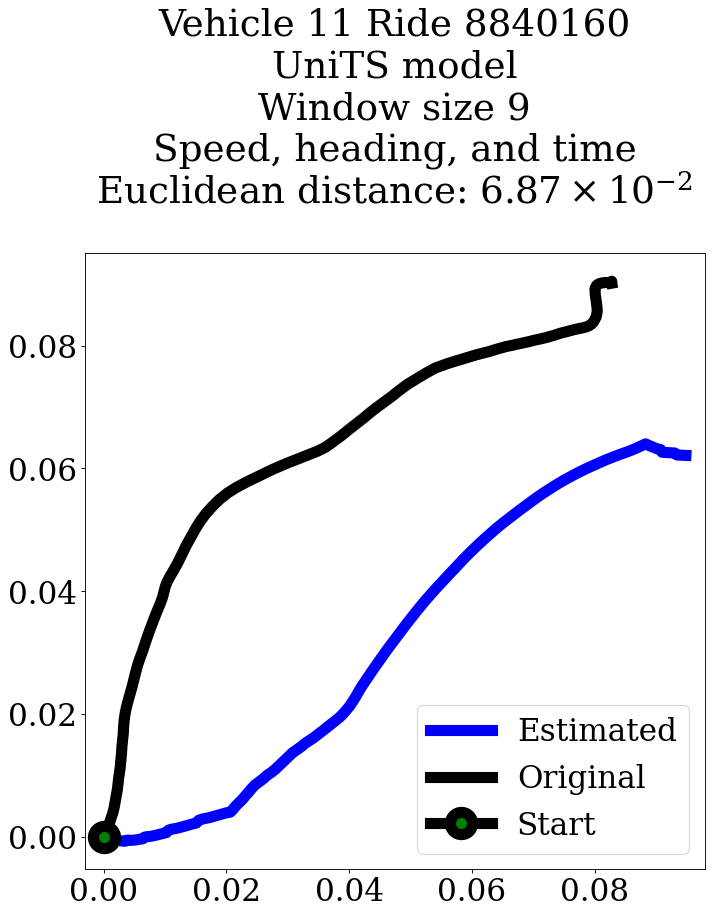 Vehicle 11 Ride 8840160
UniTS model
Window size 9
Speed, heading, and time
Euclidean distance: 6.87 × 10⁻²
0.08
0.06
0.04
0.02
0.00
Estimated
Original
Start
0.00 0.02 0.04 0.06 0.08